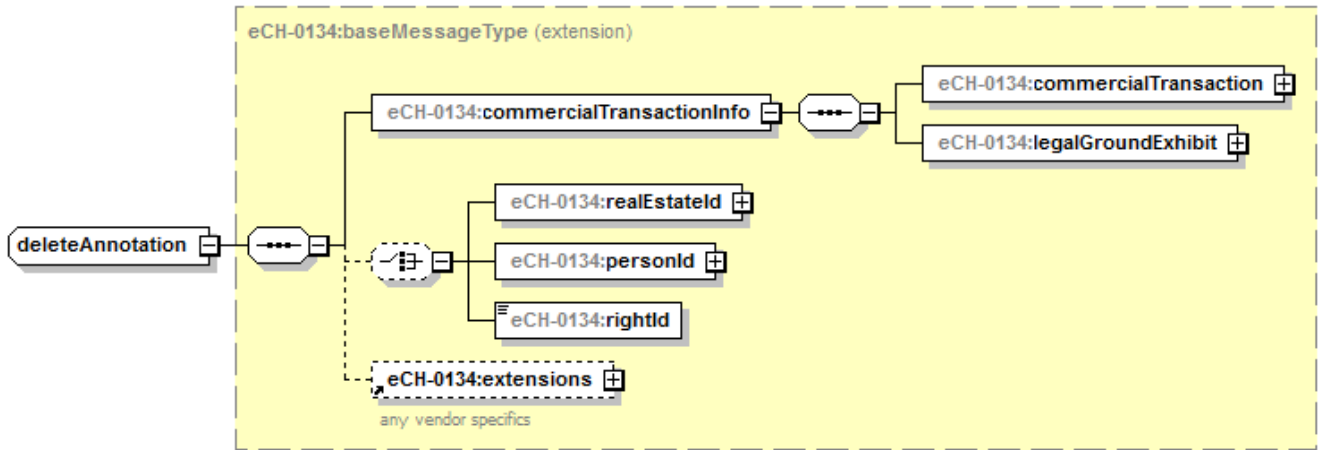 eCH-0134:baseMessageType (extension)
eCH-0134:commercialTransaction
eCH-0134:commercialTransactionInfo
eCH-0134:legalGroundExhibit
eCH-0134:realEstateId
deleteAnnotation
eCH-0134:personId
eCH-0134:rightId
eCH-0134:extensions
any vendor specifics